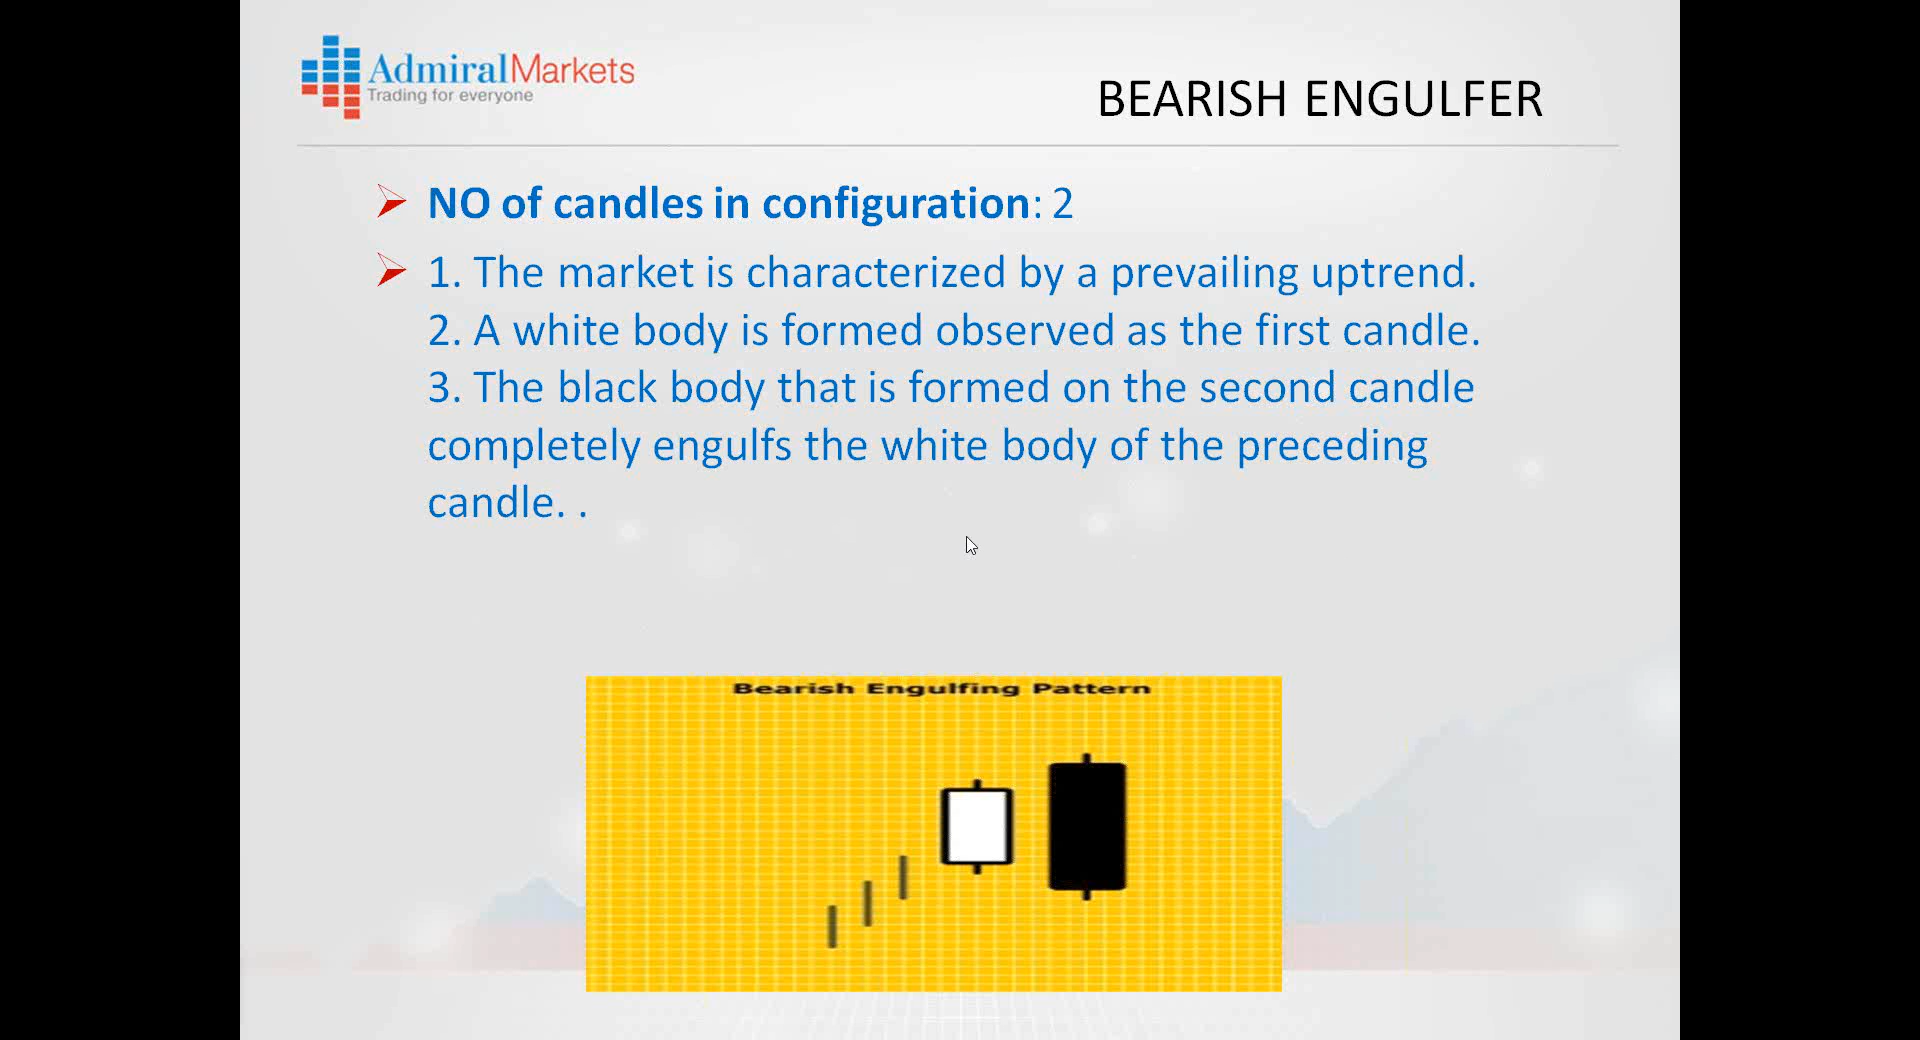 AdmiralMarkets
Trading for everyone
BEARISH ENGULFER
NO of candles in configuration: 2
1. The market is characterized by a prevailing uptrend.
2. A white body is formed observed as the first candle.
3. The black body that is formed on the second candle
completely engulfs the white body of the preceding
candle. .
Bearish Engulfing Pattern